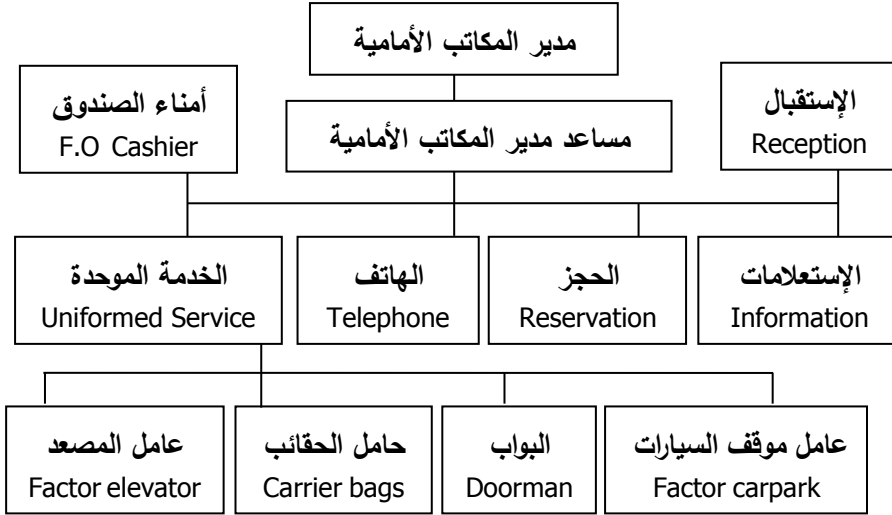 مدير المكاتب الأمامية
الإستقبال
Reception
مساعد مدير المكاتب الأمامية
أمناء الصندوق
F.O Cashier
الإستعلامات
Information
الحجز
Reservation
الهاتف
Telephone
الخدمة الموحدة
Uniformed Service
عامل موقف السيارات
Factor carpark
البواب
Doorman
حامل الحقائب
Carrier bags
عامل المصعد
Factor elevator